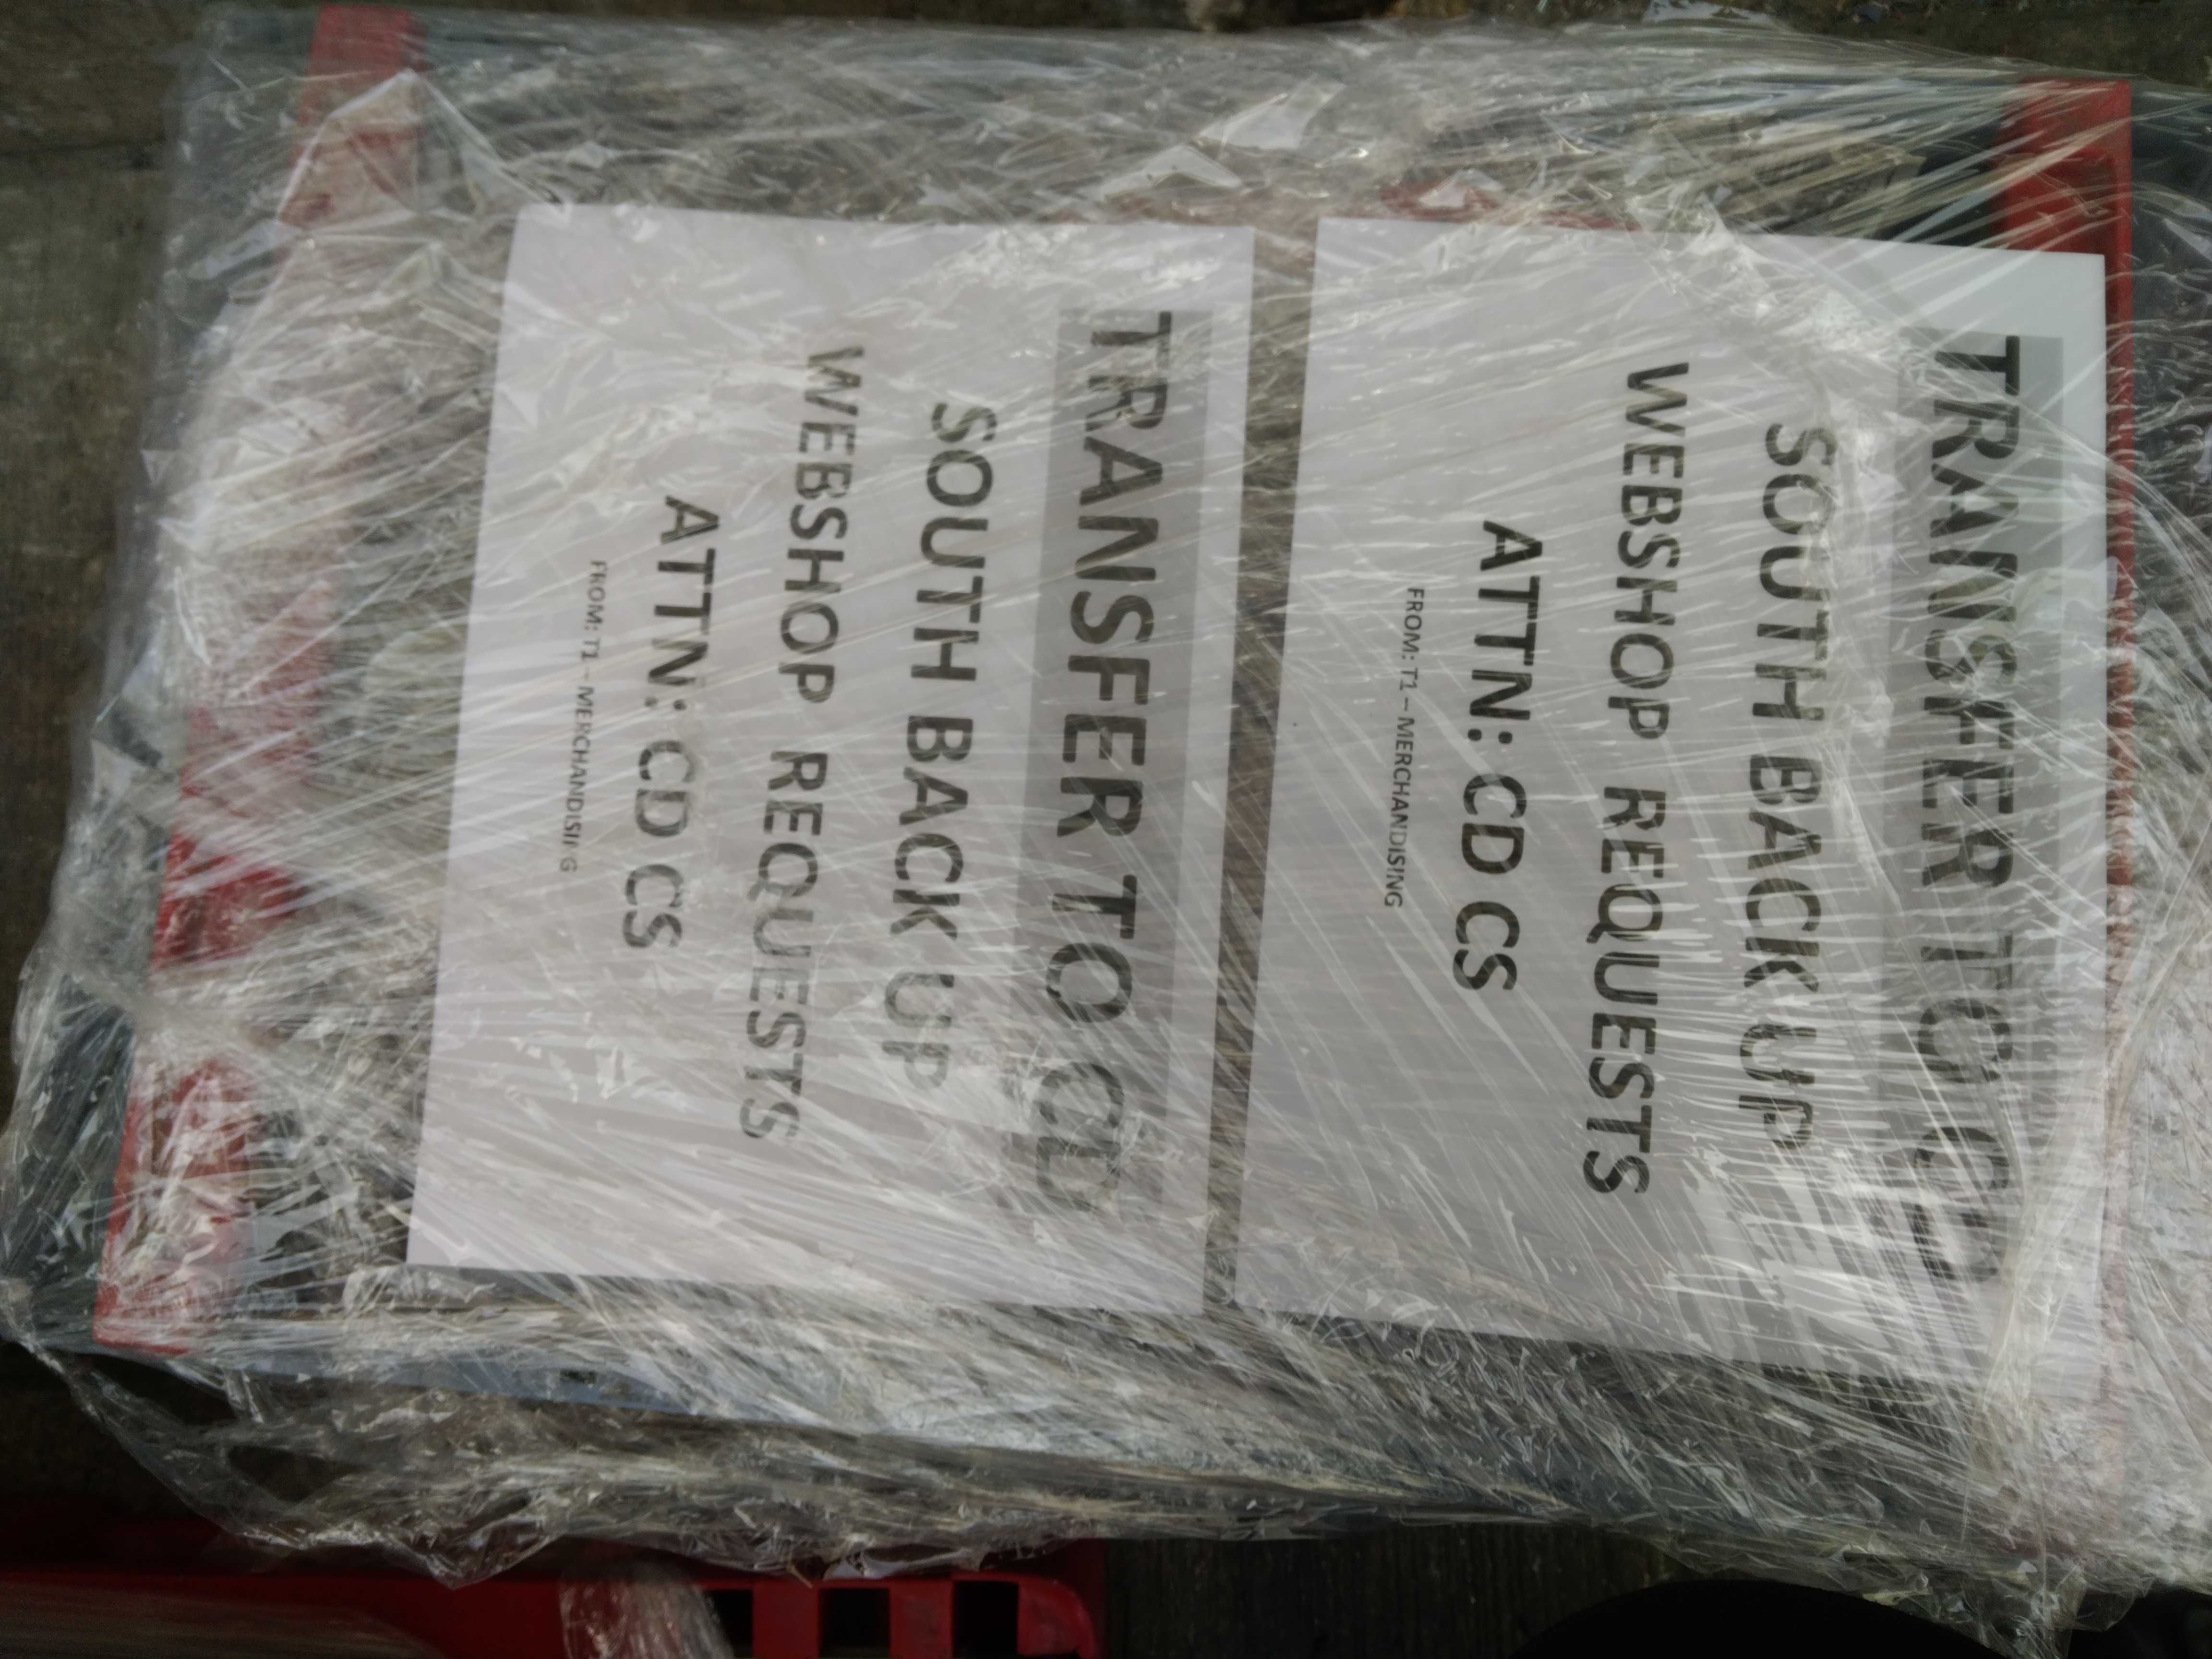 TRANSFER TO CD
SOUTH BACK UP
WEBSHOP REQUESTS
ATTN: CD CS
FROM: T1 – MERCHANDISING
TRANSFER TO CD
SOUTH BACK UP
WEBSHOP REQUESTS
ATTN: CD CS
FROM: T1 – MERCHANDISING